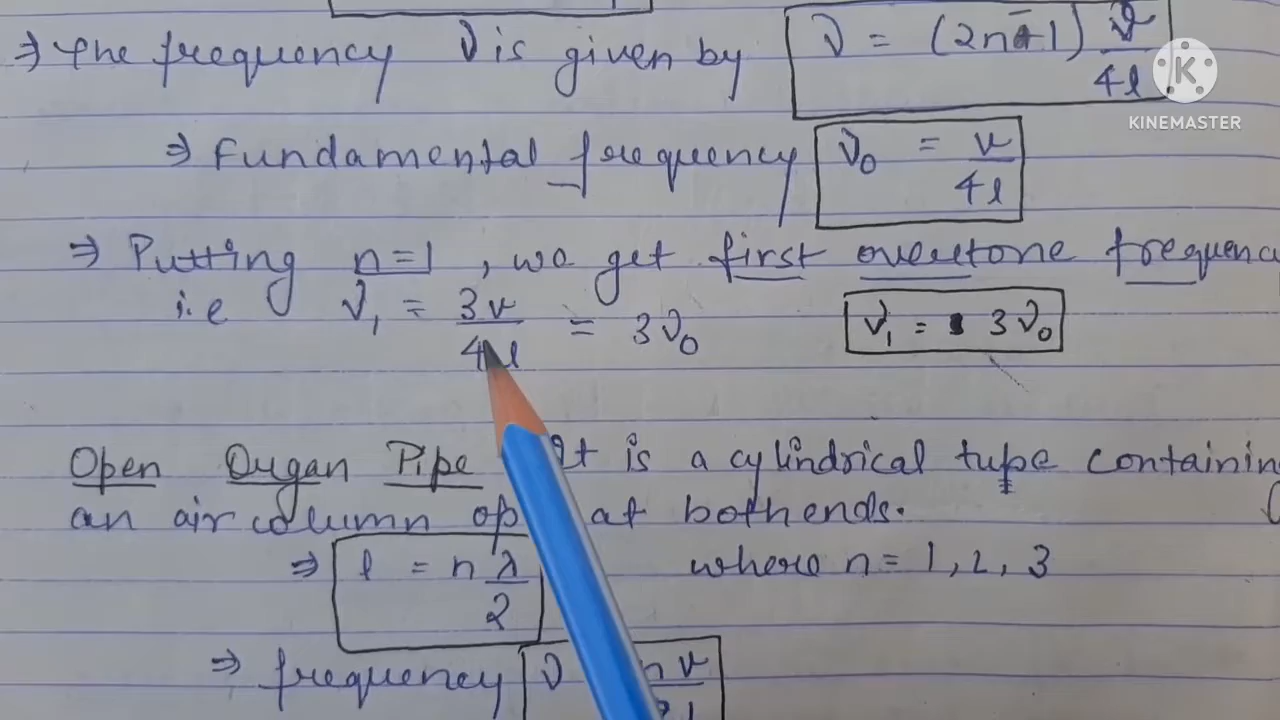 ⇒ The frequency ν is given by ν = (2n-1) v/4l
KINEMASTER
⇒ Fundamental frequency ν₀ = v/4l
⇒ Putting n=1, we get first overtone frequenc
i.e ν₁ = 3v/4l = 3ν₀ ν₁ = 3ν₀
Open Organ Pipe It is a cylindrical tube containing
an air column op at both ends.
⇒ l = n λ/2 where n = 1, 2, 3
⇒ frequency ν nv